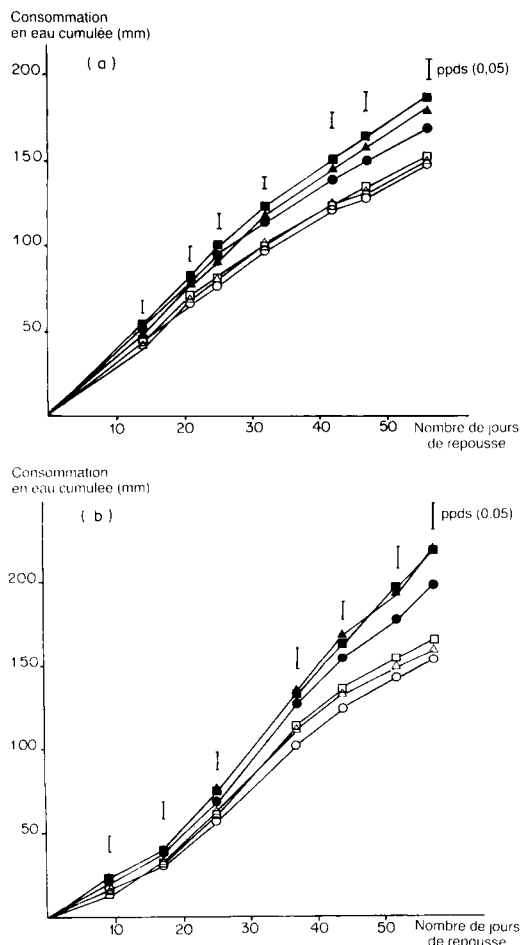 Consommation
en eau cumulée (mm)
( a )
ppds (0,05)
200
150
100
50
10
20
30
40
50
Nombre de jours
de repousse
Consommation
en eau cumulée (mm)
( b )
ppds (0.05)
200
150
100
50
10
20
30
40
50
Nombre de jours
de repousse